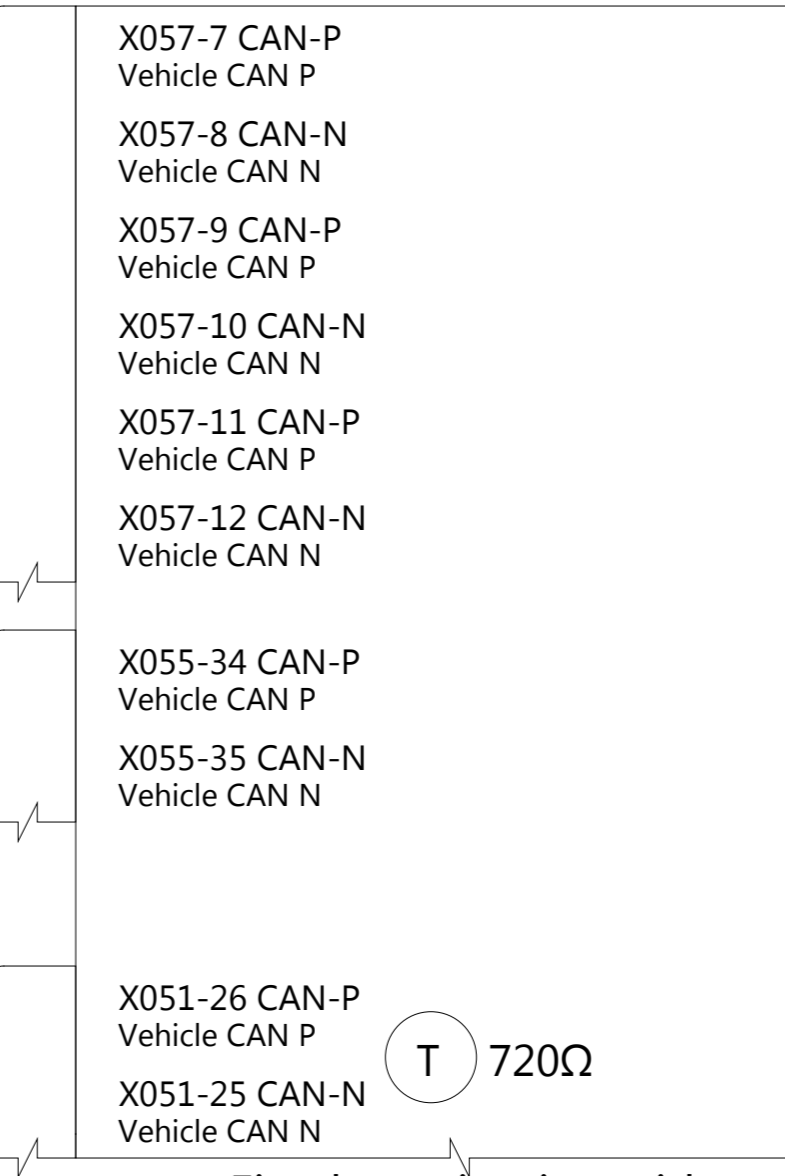 X057-7 CAN-P
Vehicle CAN P
X057-8 CAN-N
Vehicle CAN N
X057-9 CAN-P
Vehicle CAN P
X057-10 CAN-N
Vehicle CAN N
X057-11 CAN-P
Vehicle CAN P
X057-12 CAN-N
Vehicle CAN N
X055-34 CAN-P
Vehicle CAN P
X055-35 CAN-N
Vehicle CAN N
X051-26 CAN-P
Vehicle CAN P
T 720Ω
X051-25 CAN-N
Vehicle CAN N